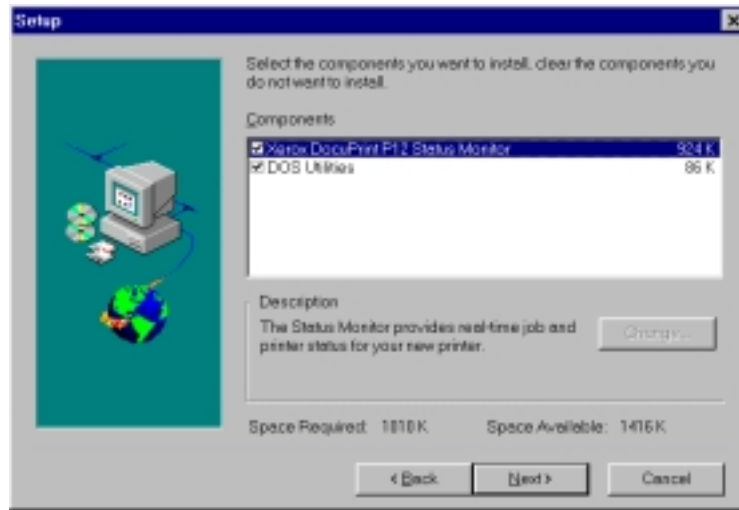 Setup
Select the components you want to install, clear the components you
do not want to install.
Components
Xerox DocuPrint P12 Status Monitor 924 K
DOS Utilities 86 K
Description
The Status Monitor provides real-time job and
printer status for your new printer.
Change...
Space Required: 1010 K Space Available: 1416 K
< Back Next > Cancel